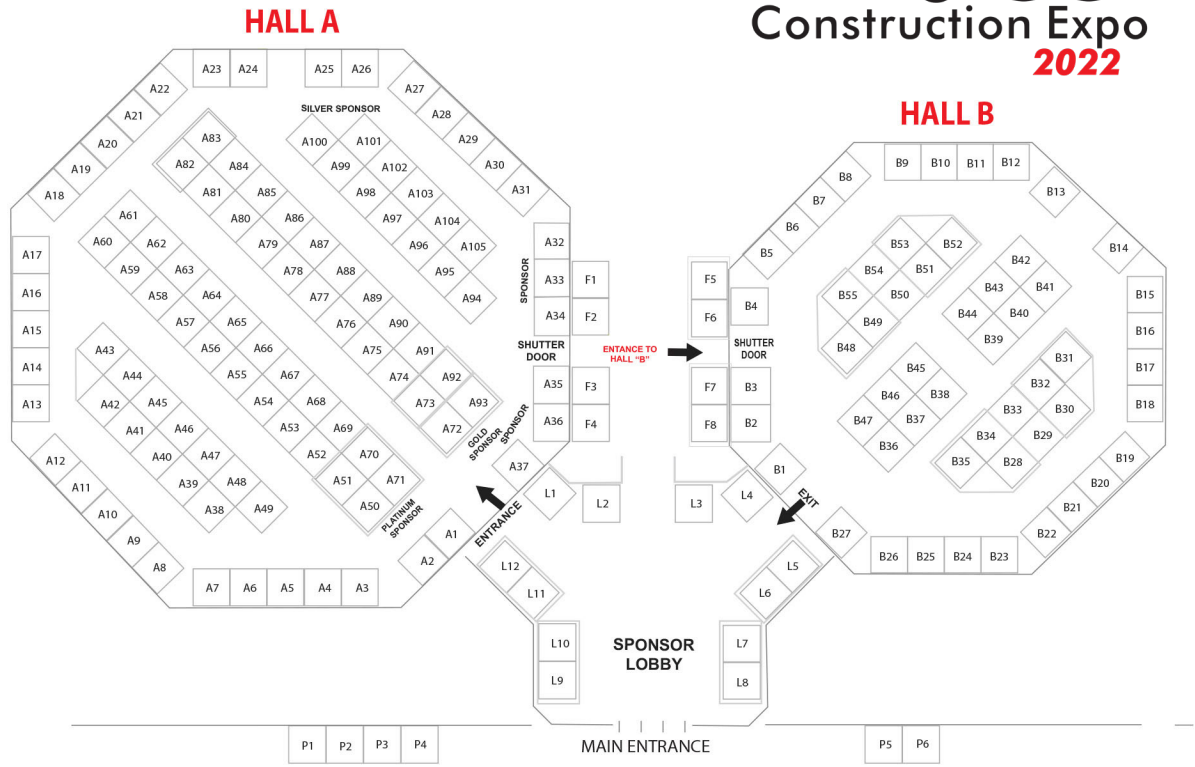 HALL A
Construction Expo
2022
HALL B
A23 A24 A25 A26
A22 A27
A21 A28
A20 A29
A19 A30
A18 A31
SILVER SPONSOR
A100 A101
A99 A102
A98 A103
A97 A104
A96 A105
A95
A94
A83
A82 A84
A81 A85
A80 A86
A79 A87
A78 A88
A77 A89
A76 A90
A75 A91
A74 A92
A73 A93
A72
GOLD
SPONSOR
SPONSOR
A61
A60 A62
A59 A63
A58 A64
A57 A65
A56 A66
A55 A67
A54 A68
A53 A69
A52 A70
A51 A71
A50
PLATINUM
SPONSOR
A43
A44
A42 A45
A41 A46
A40 A47
A39 A48
A38 A49
A17
A16
A15
A14
A13
A12
A11
A10
A9
A8
A7 A6 A5 A4 A3
A2
A1
ENTRANCE
A32
A33
A34
SPONSOR
SHUTTER
DOOR
A35
A36
A37
F1
F2
F3
F4
ENTANCE TO
HALL "B"
F5
F6
F7
F8
B4
SHUTTER
DOOR
B3
B2
B1
EXIT
B5
B6
B7
B8
B9 B10 B11 B12
B13
B14
B15
B16
B17
B18
B19
B20
B21
B22
B26 B25 B24 B23
B27
B53 B52
B54 B51
B55 B50
B49
B48
B42
B43 B41
B44 B40
B39
B45
B46 B38
B47 B37
B36
B31
B32
B33 B30
B34 B29
B35 B28
L1 L2 L3 L4
L12 L5
L11 L6
L10 L7
L9 L8
SPONSOR
LOBBY
MAIN ENTRANCE
P1 P2 P3 P4 P5 P6